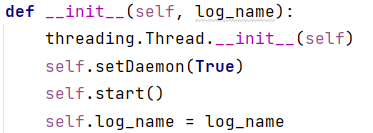 def __init__(self, log_name):
    threading.Thread.__init__(self)
    self.setDaemon(True)
    self.start()
    self.log_name = log_name